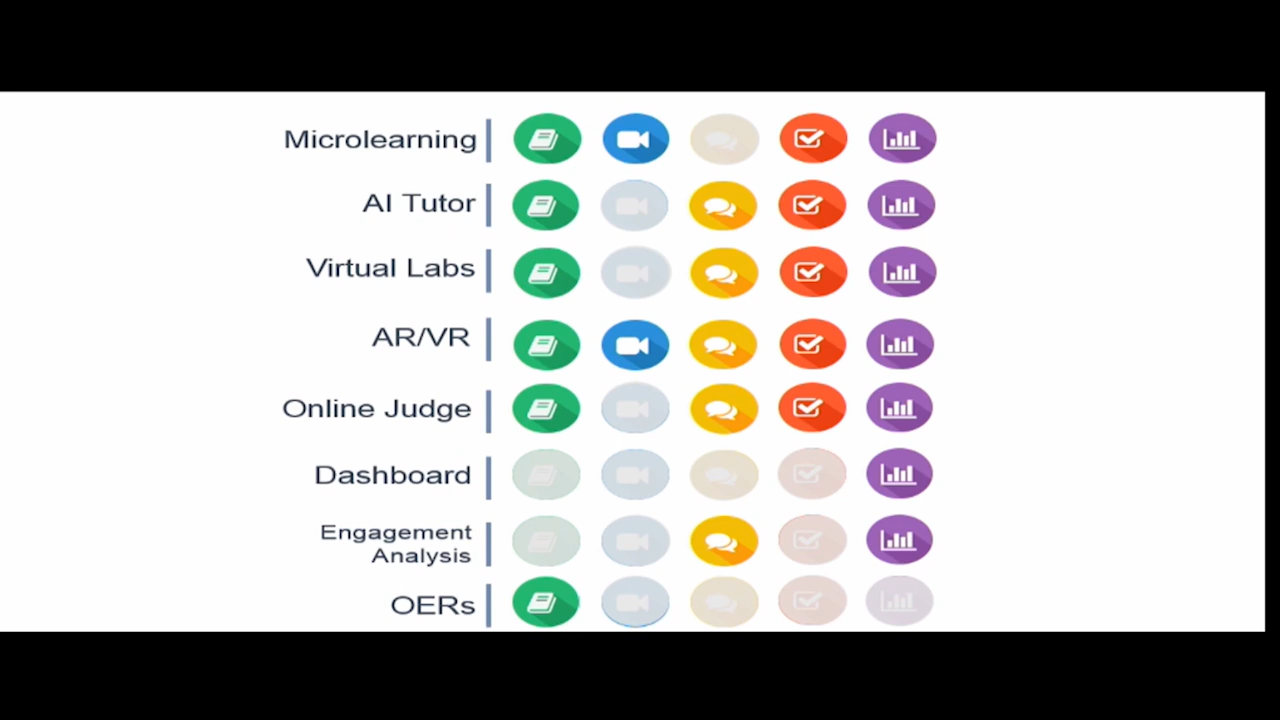 Microlearning
AI Tutor
Virtual Labs
AR/VR
Online Judge
Dashboard
Engagement
Analysis
OERs